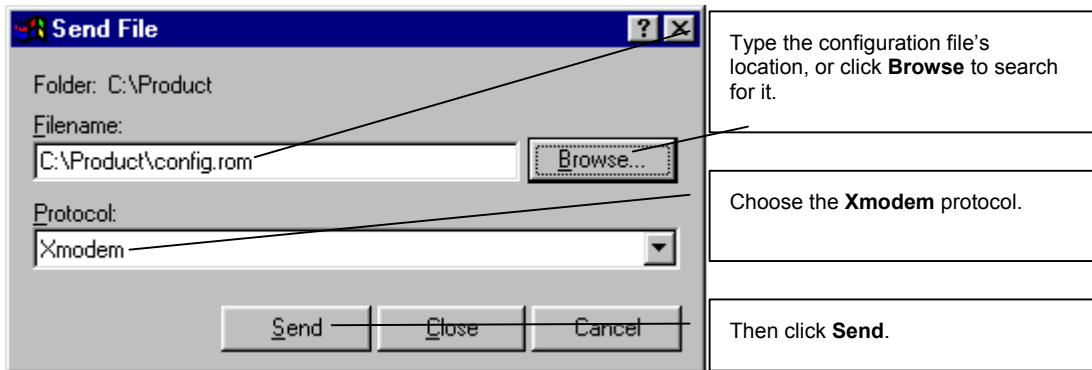 Send File
Folder: C:\Product
Filename:
C:\Product\config.rom
Browse...
Protocol:
Xmodem
Send
Close
Cancel
Type the configuration file's
location, or click Browse to search
for it.
Choose the Xmodem protocol.
Then click Send.